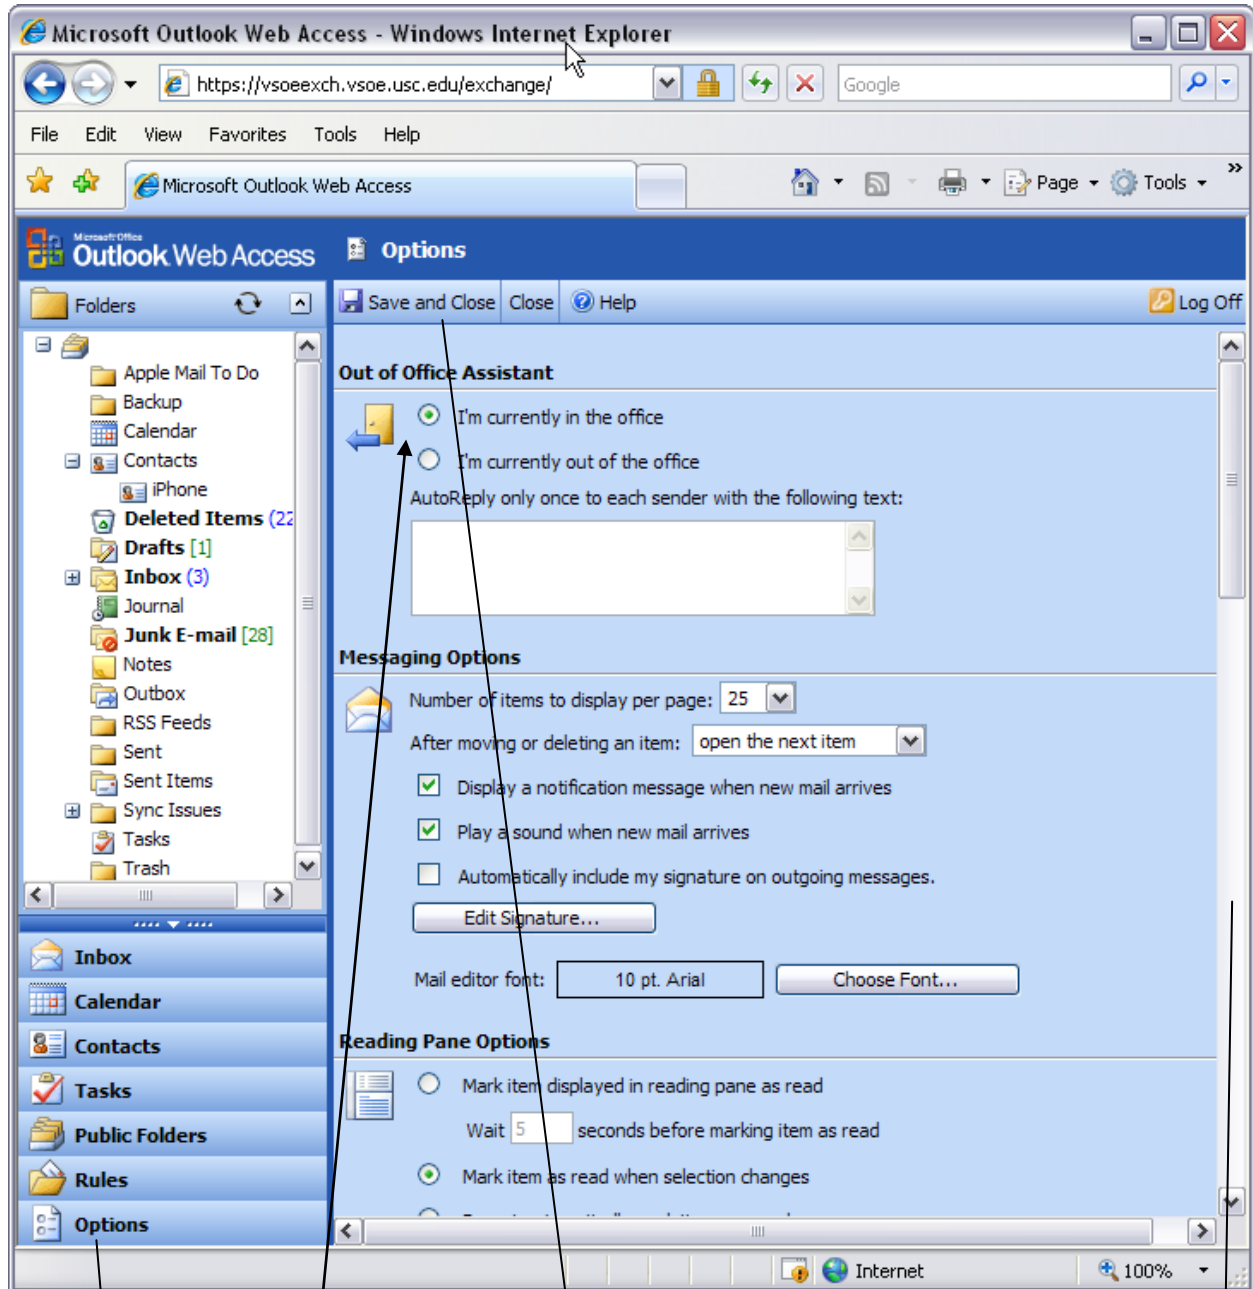 Microsoft Outlook Web Access - Windows Internet Explorer
https://vsoeexch.vsoe.usc.edu/exchange/
Google
File Edit View Favorites Tools Help
Microsoft Outlook Web Access
Page Tools »
Microsoft Office
Outlook Web Access
Options
Folders
Save and Close Close Help Log Off
Apple Mail To Do
Backup
Calendar
Contacts
iPhone
Deleted Items (22
Drafts [1]
Inbox (3)
Journal
Junk E-mail [28]
Notes
Outbox
RSS Feeds
Sent
Sent Items
Sync Issues
Tasks
Trash
Inbox
Calendar
Contacts
Tasks
Public Folders
Rules
Options
Out of Office Assistant
I'm currently in the office
I'm currently out of the office
AutoReply only once to each sender with the following text:
Messaging Options
Number of items to display per page: 25
After moving or deleting an item: open the next item
Display a notification message when new mail arrives
Play a sound when new mail arrives
Automatically include my signature on outgoing messages.
Edit Signature...
Mail editor font: 10 pt. Arial Choose Font...
Reading Pane Options
Mark item displayed in reading pane as read
Wait 5 seconds before marking item as read
Mark item as read when selection changes
Internet 100%